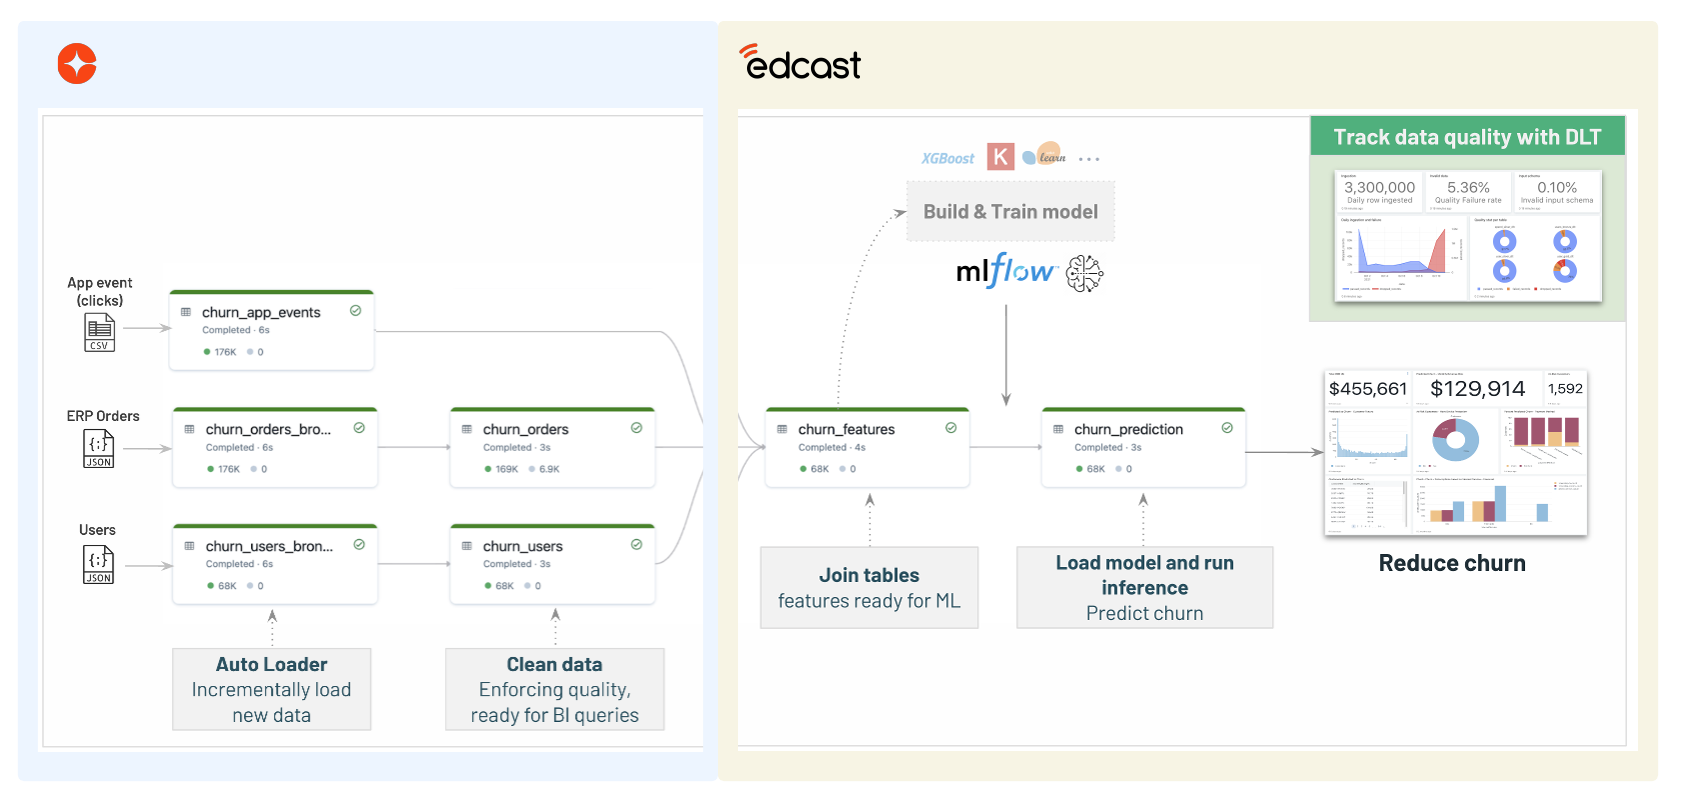 edcast
Track data quality with DLT
3,300,000
Daily row ingested
5.36%
Quality Failure rate
0.10%
Invalid input schema
XGBoost
K
learn
...
Build & Train model
mlflow
App event
(clicks)
CSV
churn_app_events
Completed · 6s
176K 0
ERP Orders
{;}
JSON
churn_orders_bro...
Completed · 6s
176K 0
churn_orders
Completed · 3s
169K 6.9K
churn_features
Completed · 4s
68K 0
churn_prediction
Completed · 3s
68K 0
$455,661
$129,914
1,592
Users
{;}
JSON
churn_users_bron...
Completed · 6s
68K 0
churn_users
Completed · 3s
68K 0
Join tables
features ready for ML
Load model and run
inference
Predict churn
Reduce churn
Auto Loader
Incrementally load
new data
Clean data
Enforcing quality,
ready for BI queries